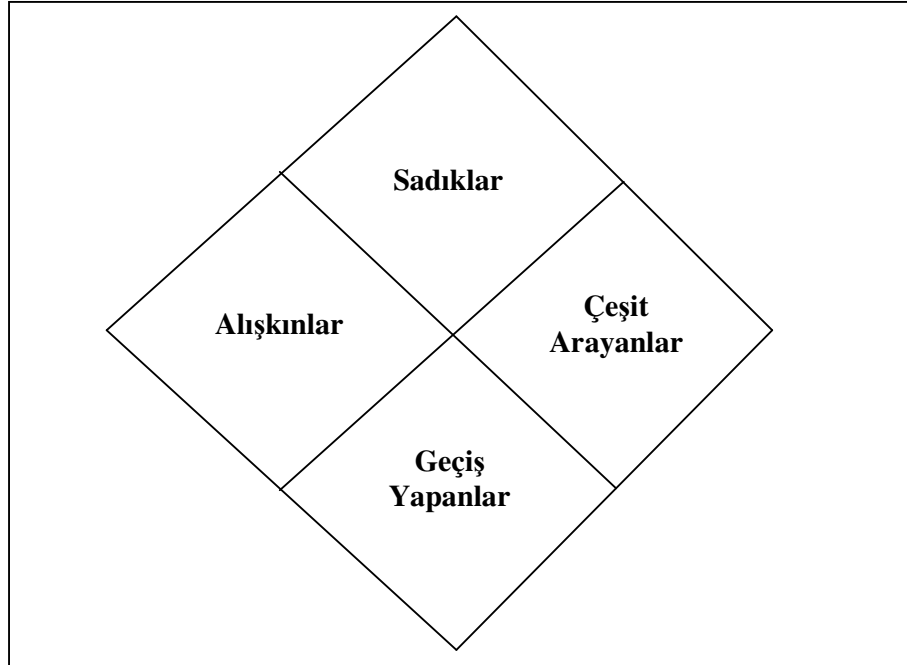 Sadıklar
Alışkınlar
Çeşit
Arayanlar
Geçiş
Yapanlar